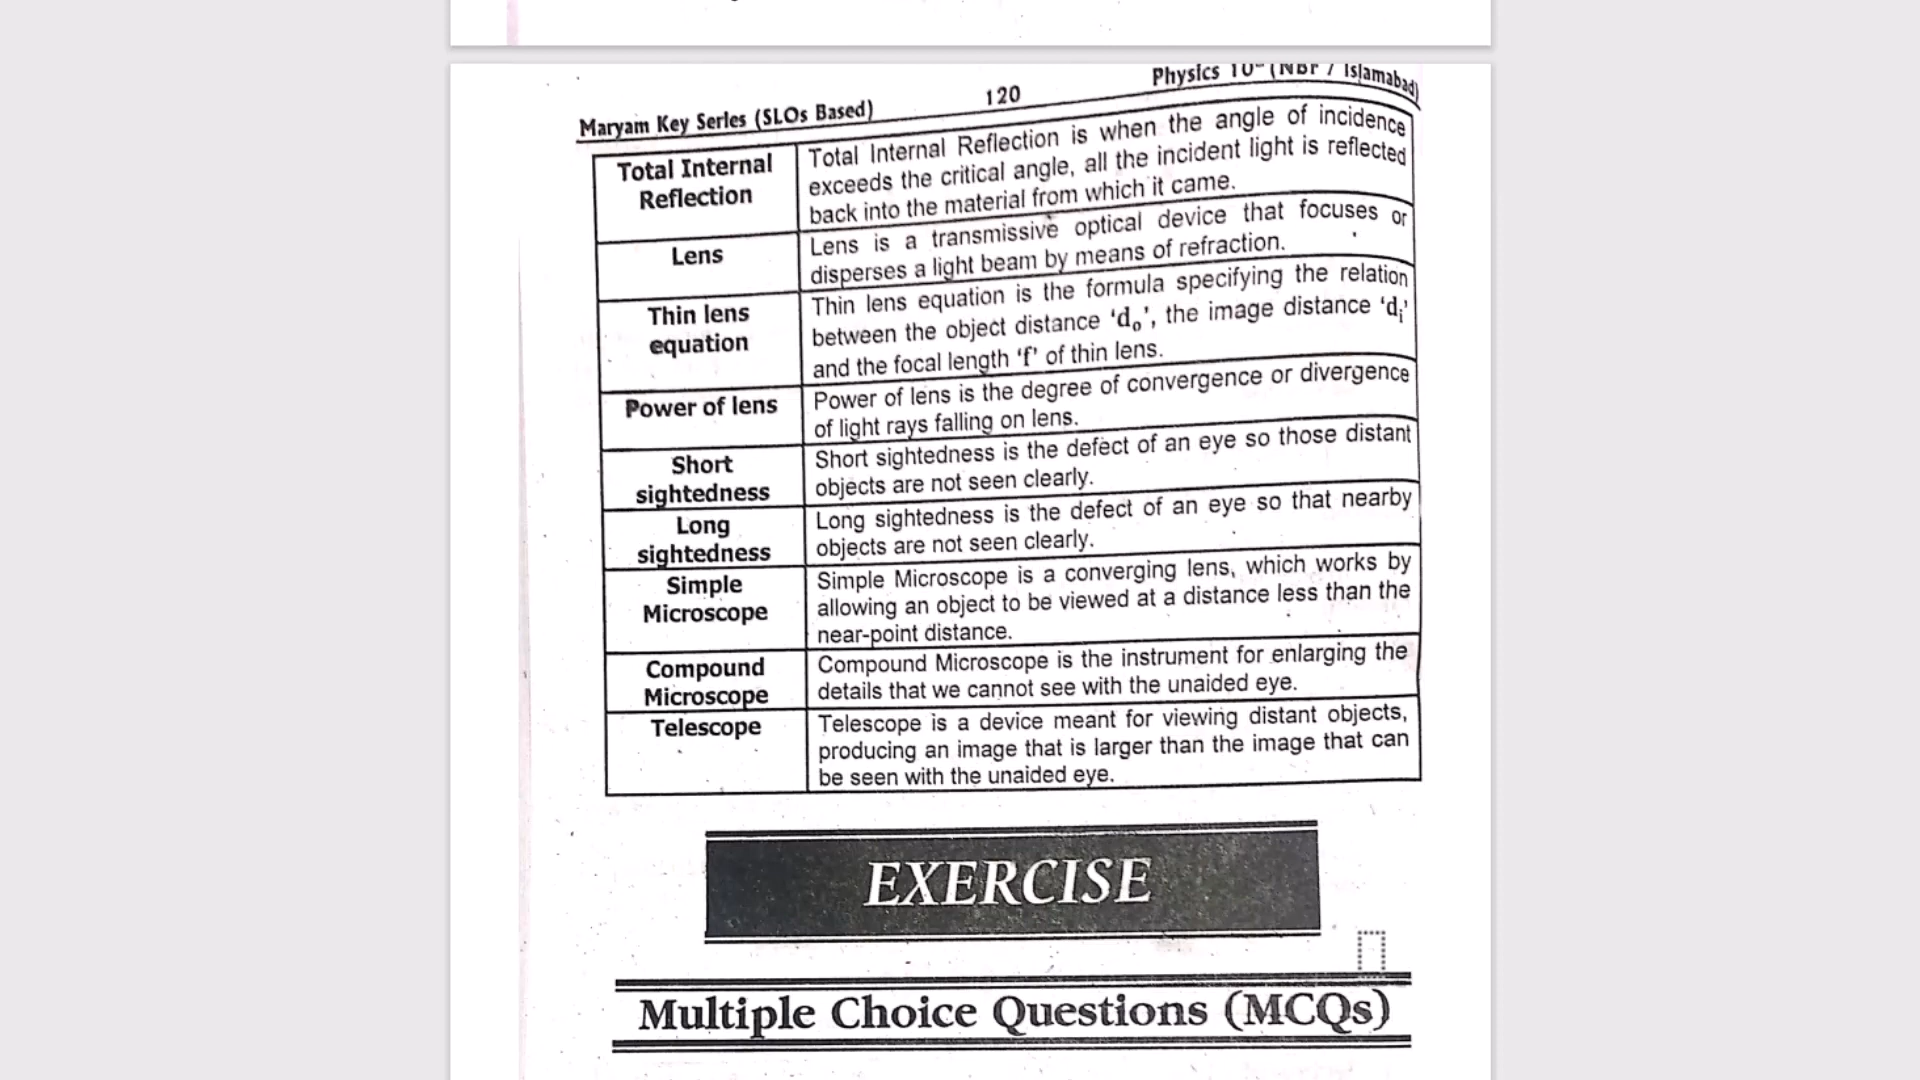 Maryam Key Series (SLOs Based)
120
Physics 10ᵗʰ (NBF / Islamabad)
Total Internal
Reflection
Total Internal Reflection is when the angle of incidence
exceeds the critical angle, all the incident light is reflected
back into the material from which it came.
Lens
Lens is a transmissive optical device that focuses or
disperses a light beam by means of refraction.
Thin lens
equation
Thin lens equation is the formula specifying the relation
between the object distance ‘dₒ’, the image distance ‘dᵢ’
and the focal length ‘f’ of thin lens.
Power of lens
Power of lens is the degree of convergence or divergence
of light rays falling on lens.
Short
sightedness
Short sightedness is the defect of an eye so those distant
objects are not seen clearly.
Long
sightedness
Long sightedness is the defect of an eye so that nearby
objects are not seen clearly.
Simple
Microscope
Simple Microscope is a converging lens, which works by
allowing an object to be viewed at a distance less than the
near-point distance.
Compound
Microscope
Compound Microscope is the instrument for enlarging the
details that we cannot see with the unaided eye.
Telescope
Telescope is a device meant for viewing distant objects,
producing an image that is larger than the image that can
be seen with the unaided eye.
EXERCISE
Multiple Choice Questions (MCQs)